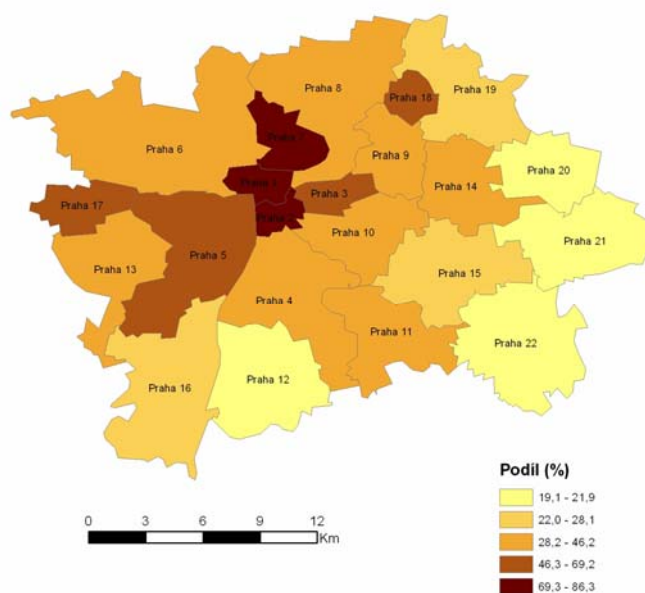 Praha 8
Praha 19
Praha 18
Praha 6
Praha 9
Praha 14
Praha 20
Praha 17
Praha 3
Praha 5
Praha 10
Praha 21
Praha 13
Praha 15
Praha 4
Praha 11
Praha 22
Praha 16
Praha 12
Podíl (%)
19,1 - 21,9
22,0 - 28,1
28,2 - 46,2
46,3 - 69,2
69,3 - 86,3
0 3 6 9 12
Km